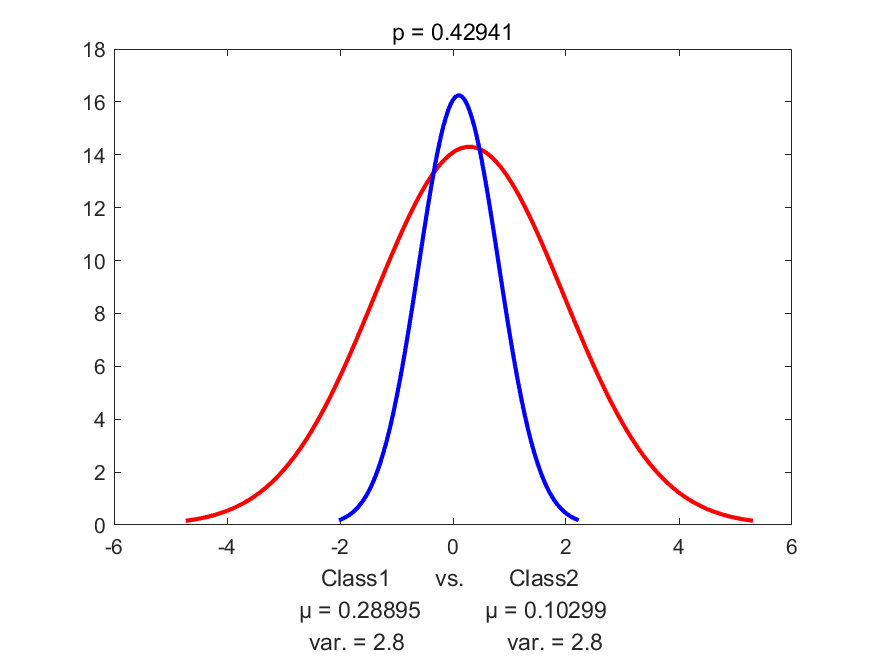 p = 0.42941
18
16
14
12
10
8
6
4
2
0
-6 -4 -2 0 2 4 6
Class1 vs. Class2
μ = 0.28895 μ = 0.10299
var. = 2.8 var. = 2.8